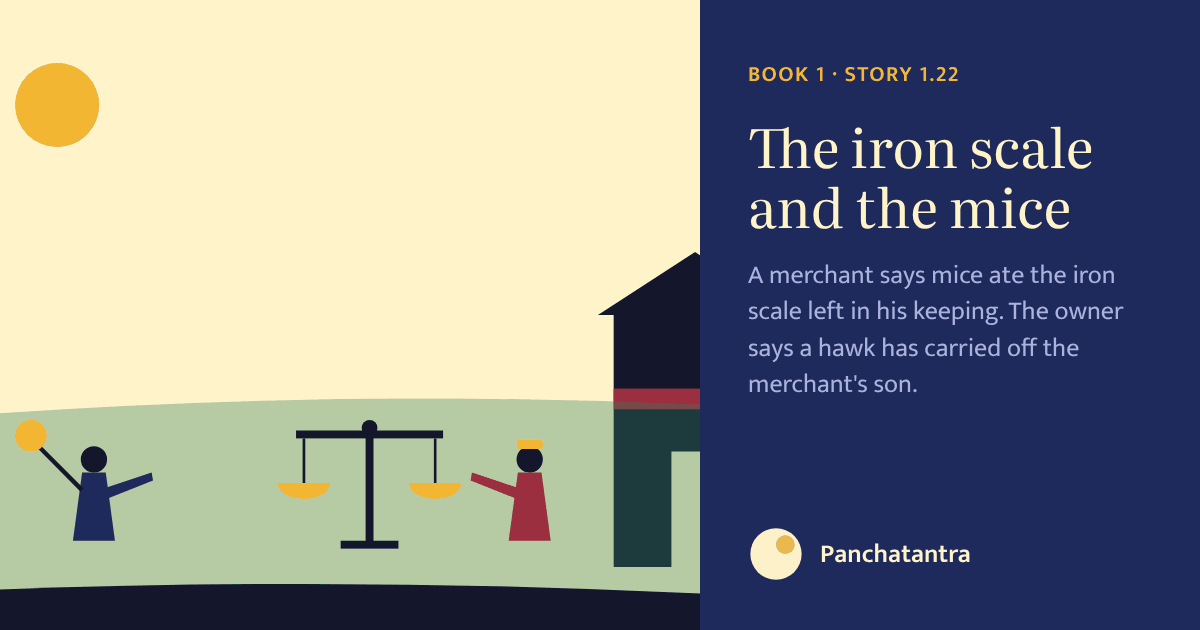 BOOK 1 · STORY 1.22
The iron scale
and the mice
A merchant says mice ate the iron
scale left in his keeping. The owner
says a hawk has carried off the
merchant's son.
Panchatantra